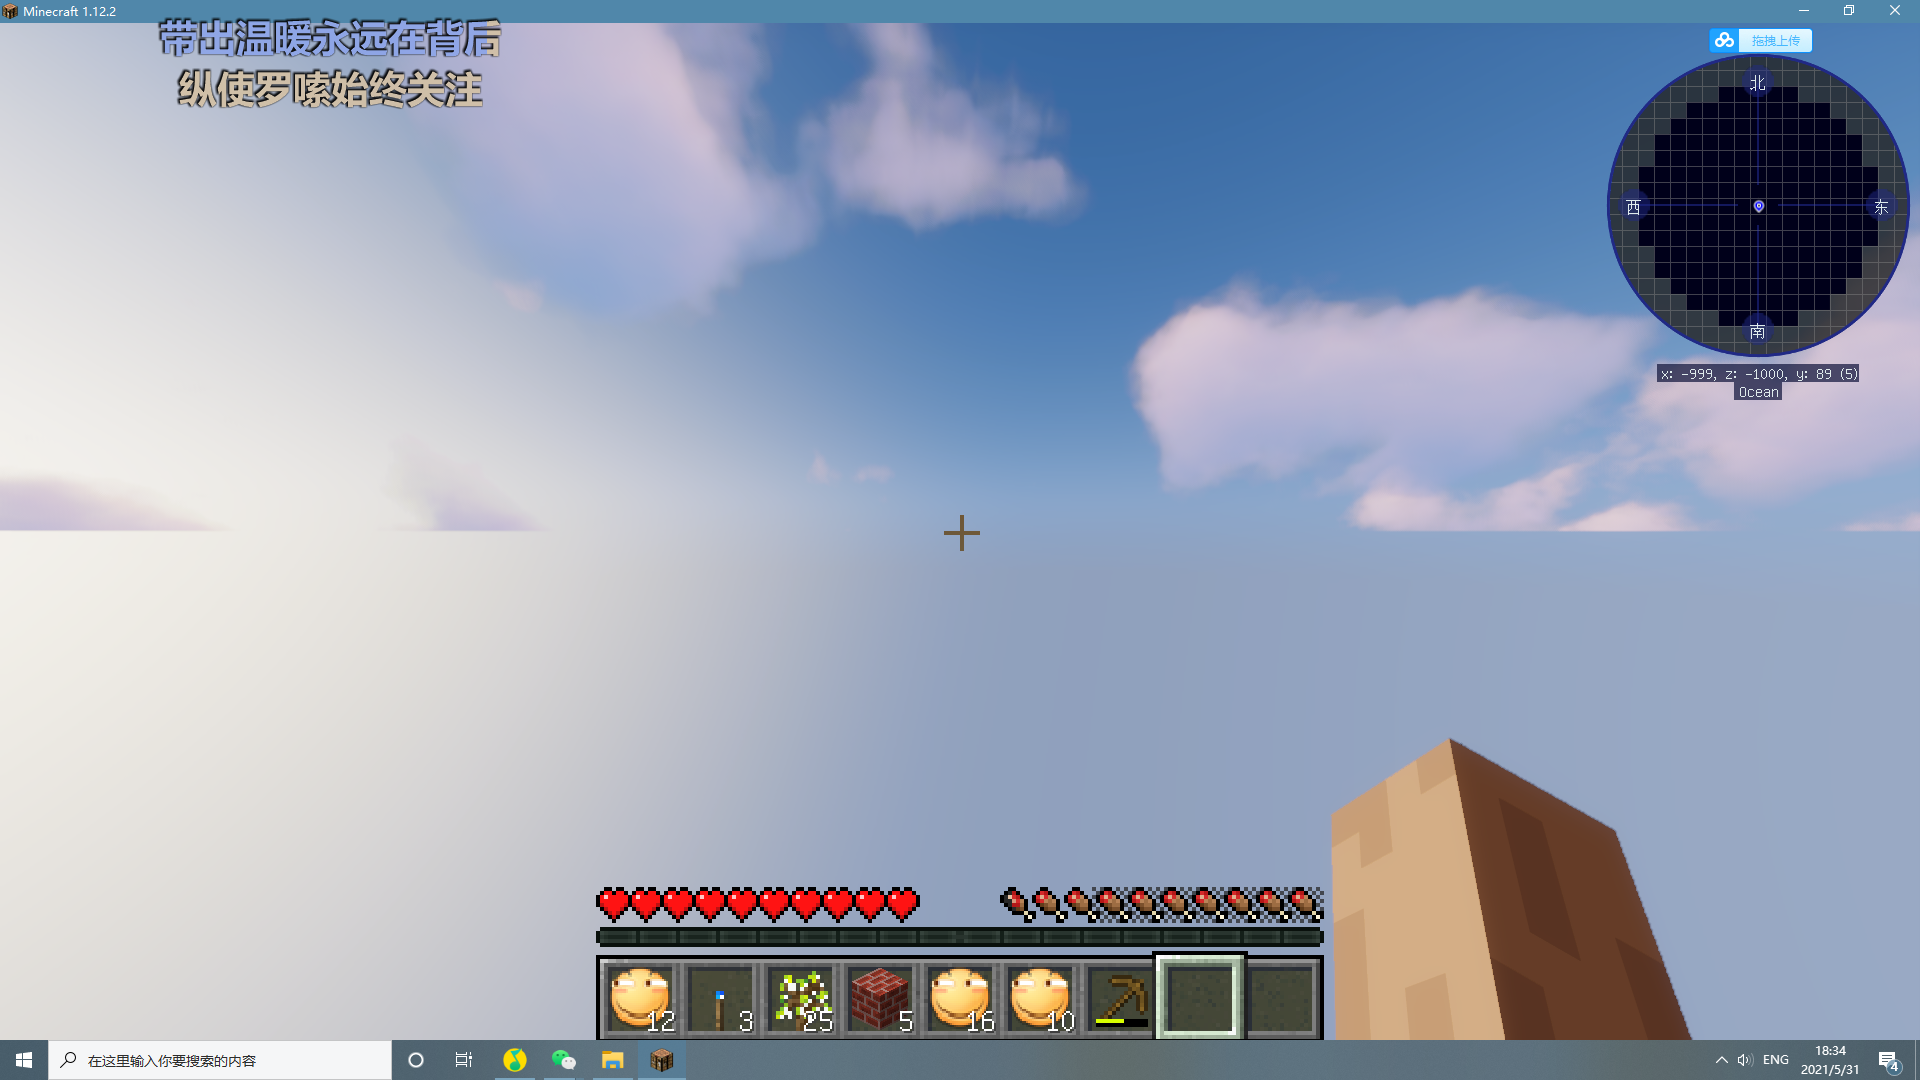 Minecraft 1.12.2
带出温暖永远在背后
纵使罗嗦始终关注
拖拽上传
北
西
东
南
x: -999, z: -1000, y: 89 (5)
Ocean
12
3
25
5
16
10
在这里输入你要搜索的内容
ENG
18:34
2021/5/31
4